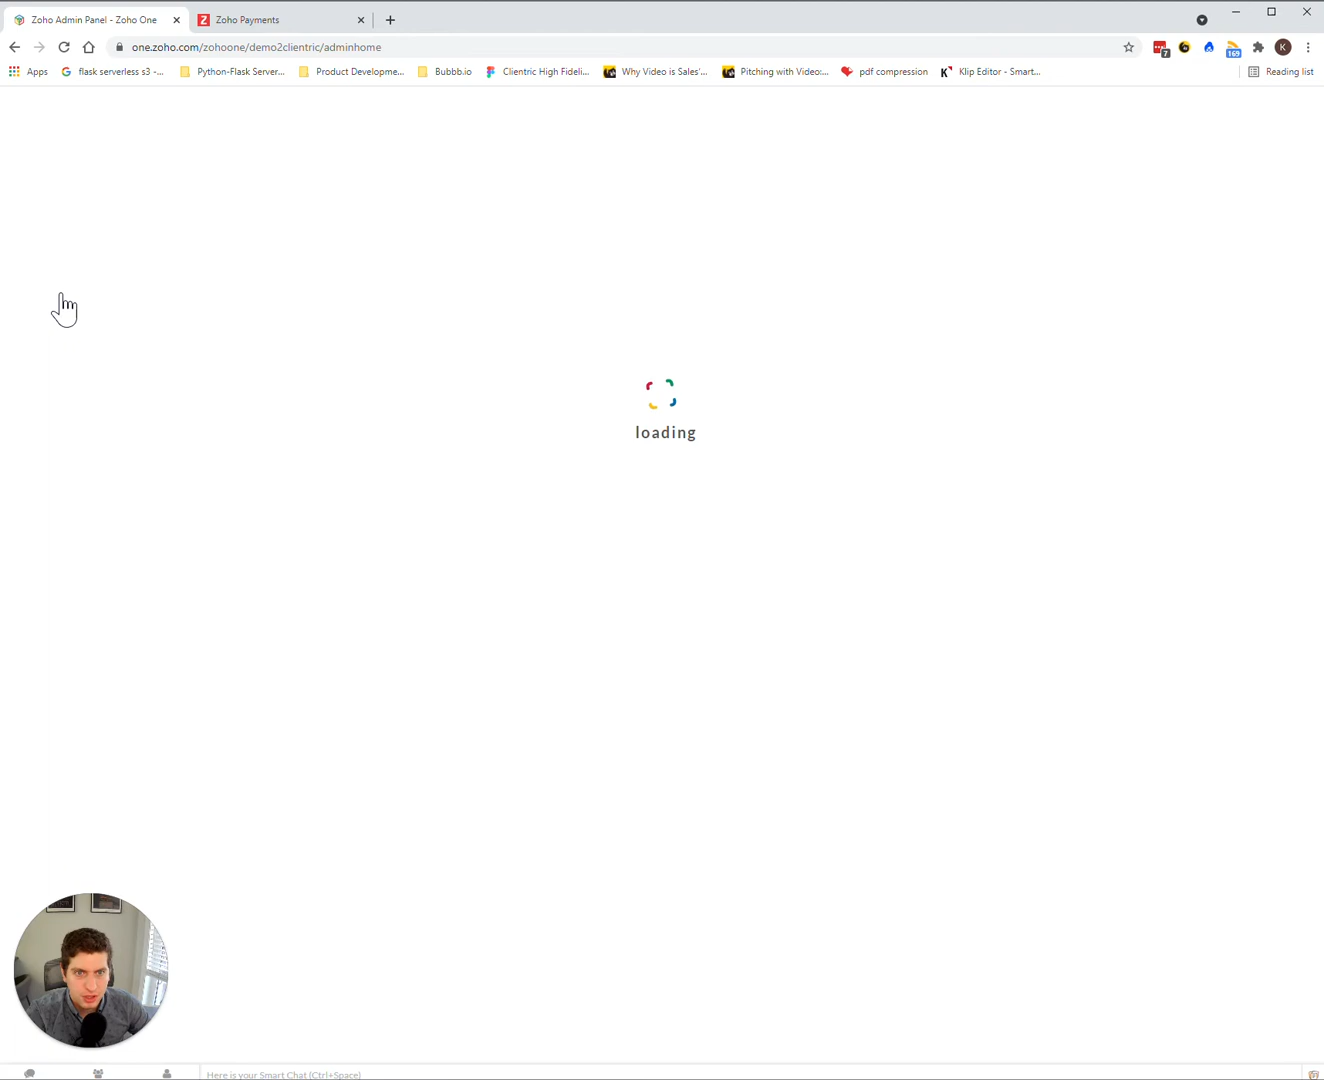 Zoho Admin Panel - Zoho One
Zoho Payments
one.zoho.com/zohoone/demo2clientric/adminhome
7
169
K
Apps
flask serverless s3 -...
Python-Flask Server...
Product Developme...
Bubbb.io
Clientric High Fideli...
Why Video is Sales'...
Pitching with Video:...
pdf compression
Klip Editor - Smart...
Reading list
loading
Here is your Smart Chat (Ctrl+Space)